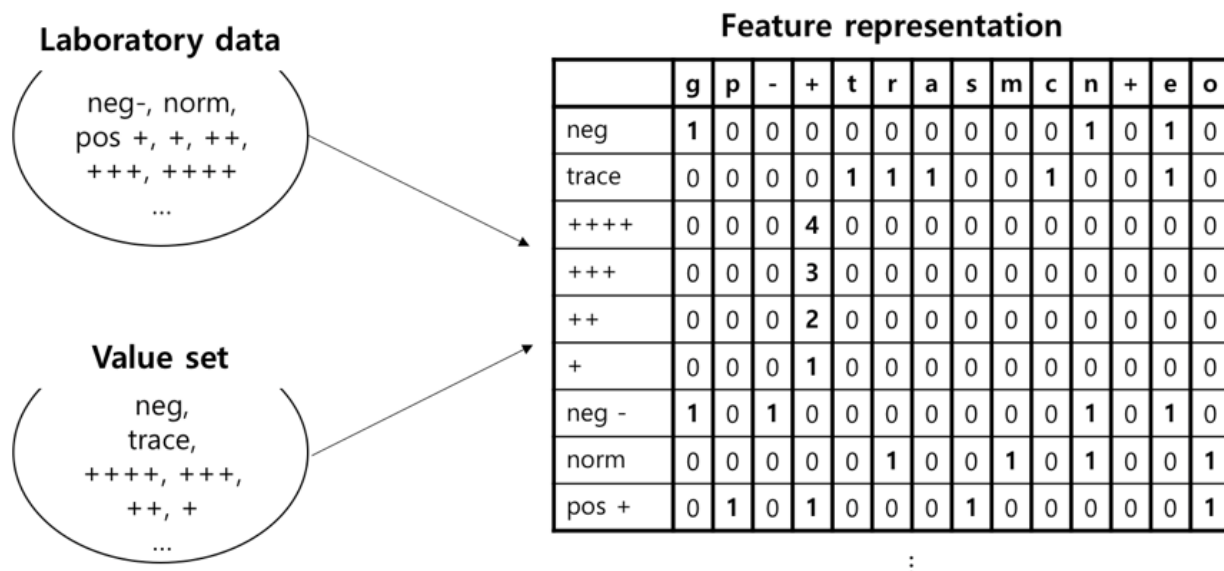 Laboratory data
neg-, norm,
pos +, +, ++,
+++, ++++
...
Value set
neg,
trace,
++++, +++,
++, +
...
Feature representation
g p - + t r a s m c n + e o
neg 1 0 0 0 0 0 0 0 0 0 1 0 1 0
trace 0 0 0 0 1 1 1 0 0 1 0 0 1 0
++++ 0 0 0 4 0 0 0 0 0 0 0 0 0 0
+++ 0 0 0 3 0 0 0 0 0 0 0 0 0 0
++ 0 0 0 2 0 0 0 0 0 0 0 0 0 0
+ 0 0 0 1 0 0 0 0 0 0 0 0 0 0
neg - 1 0 1 0 0 0 0 0 0 0 1 0 1 0
norm 0 0 0 0 0 1 0 0 1 0 1 0 0 1
pos + 0 1 0 1 0 0 0 1 0 0 0 0 0 1
: